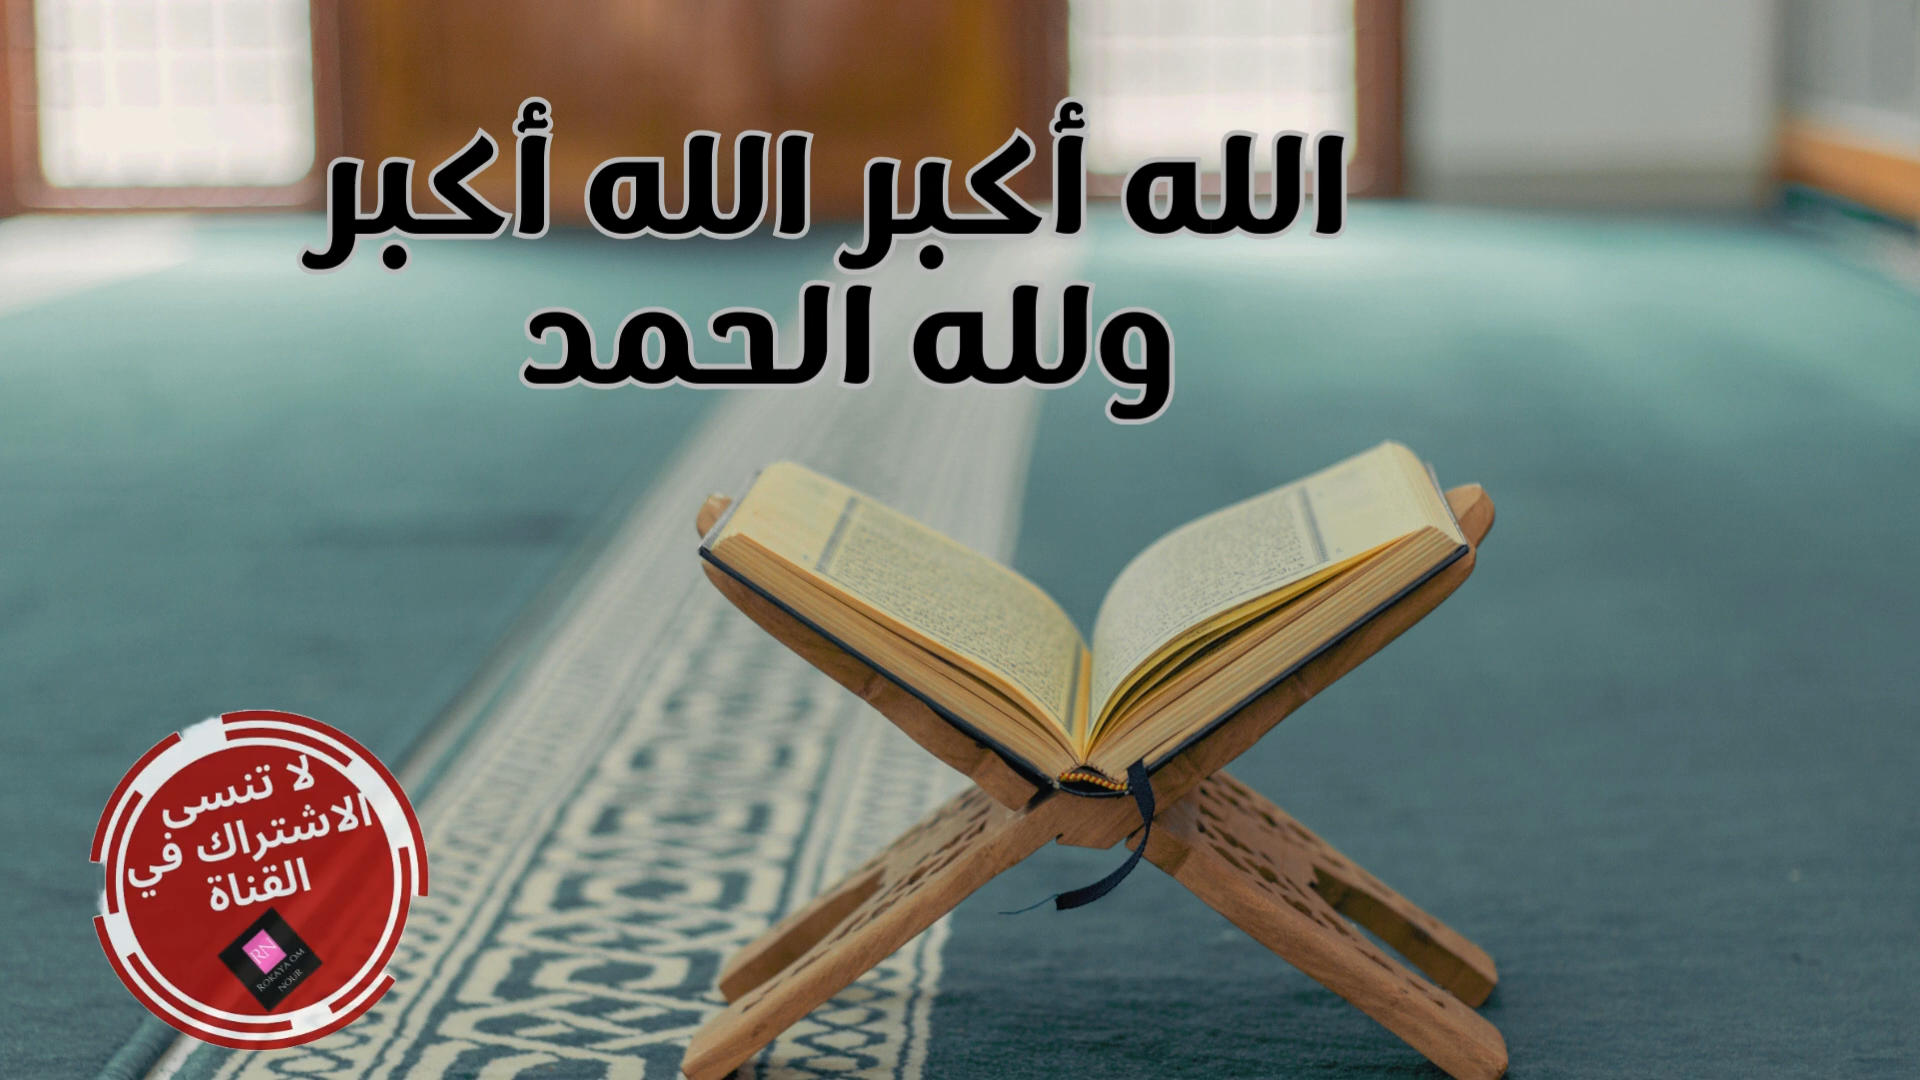 الله أكبر الله أكبر
ولله الحمد
لا تنسى
الاشتراك في
القناة
RN
ROKAYA OM
NOUR